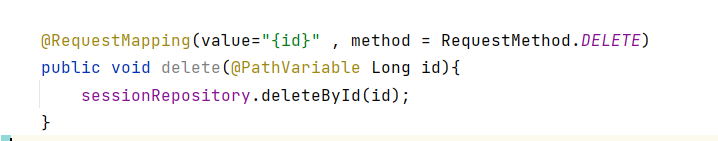 @RequestMapping(value="{id}" , method = RequestMethod.DELETE)
public void delete(@PathVariable Long id){
    sessionRepository.deleteById(id);
}